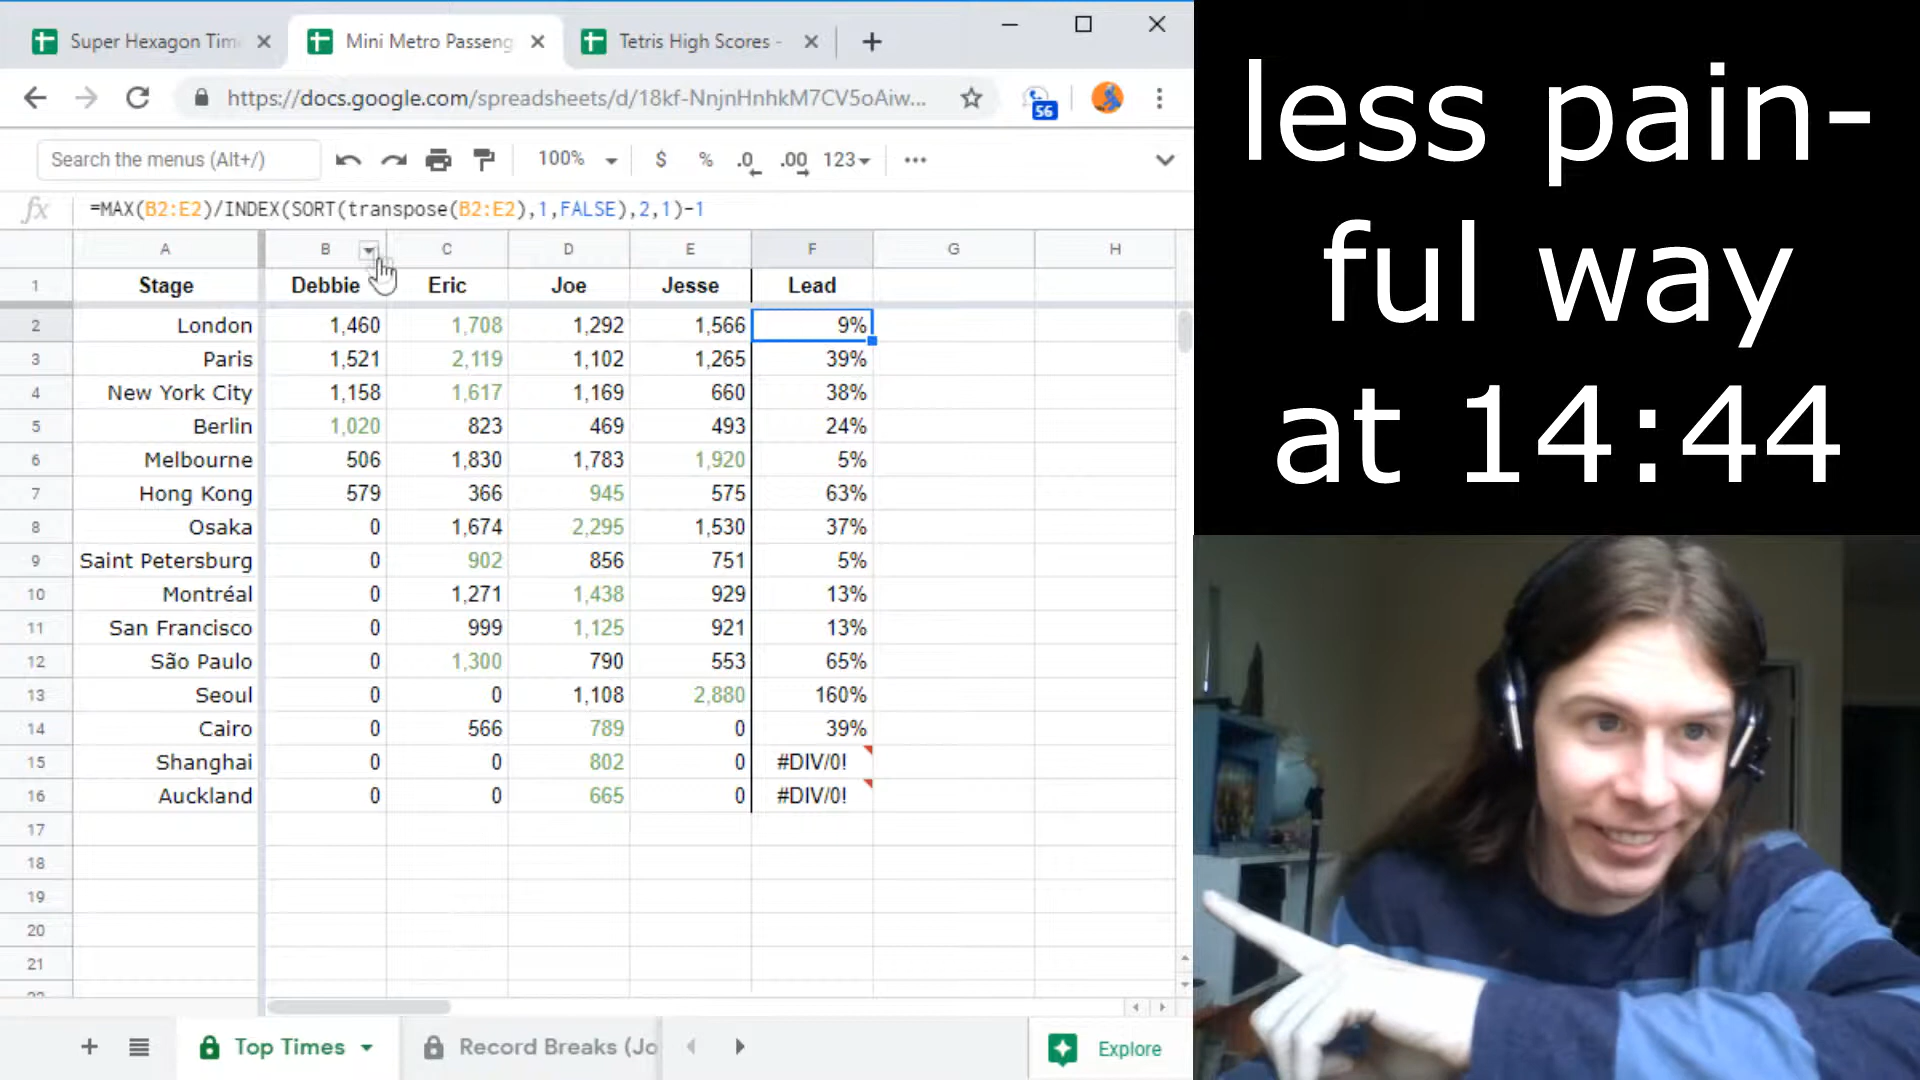 Super Hexagon Tim
Mini Metro Passeng
Tetris High Scores -
https://docs.google.com/spreadsheets/d/18kf-NnjnHnhkM7CV5oAiw...
56
Search the menus (Alt+/)
100%
$ % .0 .00 123
fx =MAX(B2:E2)/INDEX(SORT(transpose(B2:E2),1,FALSE),2,1)-1
A B C D E F G H
1 Stage Debbie Eric Joe Jesse Lead
2 London 1,460 1,708 1,292 1,566 9%
3 Paris 1,521 2,119 1,102 1,265 39%
4 New York City 1,158 1,617 1,169 660 38%
5 Berlin 1,020 823 469 493 24%
6 Melbourne 506 1,830 1,783 1,920 5%
7 Hong Kong 579 366 945 575 63%
8 Osaka 0 1,674 2,295 1,530 37%
9 Saint Petersburg 0 902 856 751 5%
10 Montréal 0 1,271 1,438 929 13%
11 San Francisco 0 999 1,125 921 13%
12 São Paulo 0 1,300 790 553 65%
13 Seoul 0 0 1,108 2,880 160%
14 Cairo 0 566 789 0 39%
15 Shanghai 0 0 802 0 #DIV/0!
16 Auckland 0 0 665 0 #DIV/0!
17
18
19
20
21
22
Top Times
Record Breaks (Jo
Explore
less pain-
ful way
at 14:44